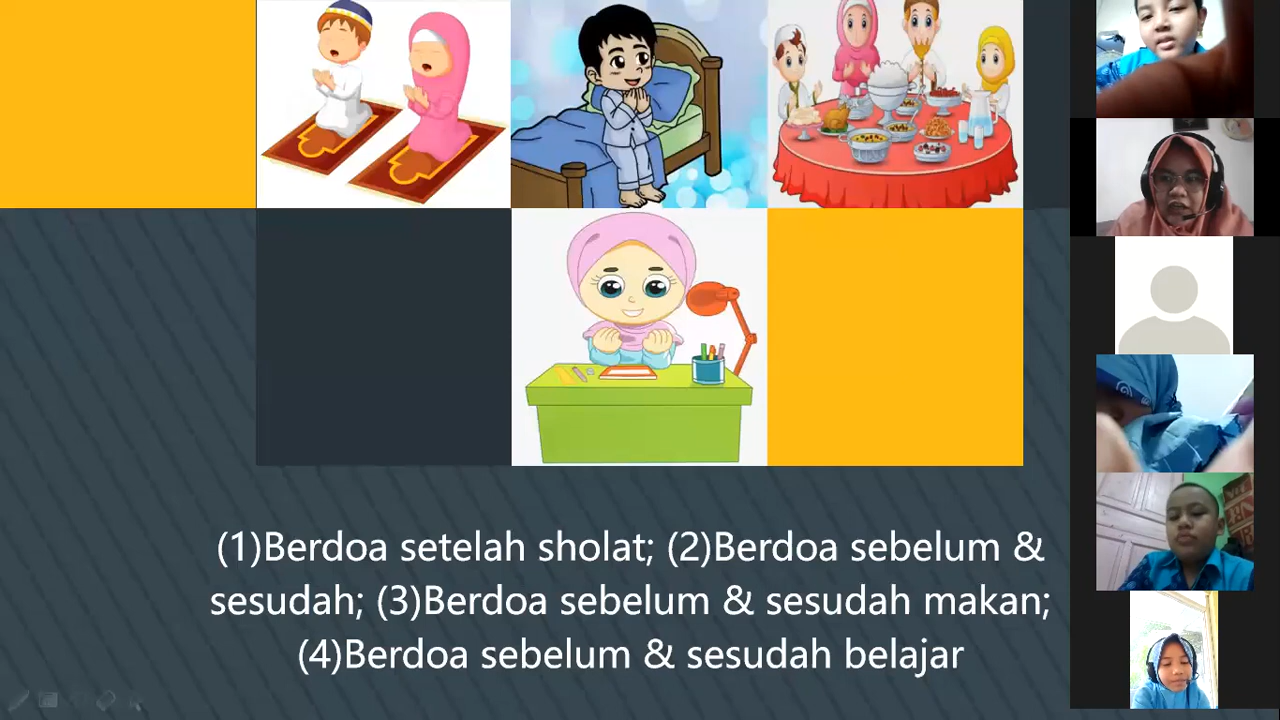 (1)Berdoa setelah sholat; (2)Berdoa sebelum &
sesudah; (3)Berdoa sebelum & sesudah makan;
(4)Berdoa sebelum & sesudah belajar